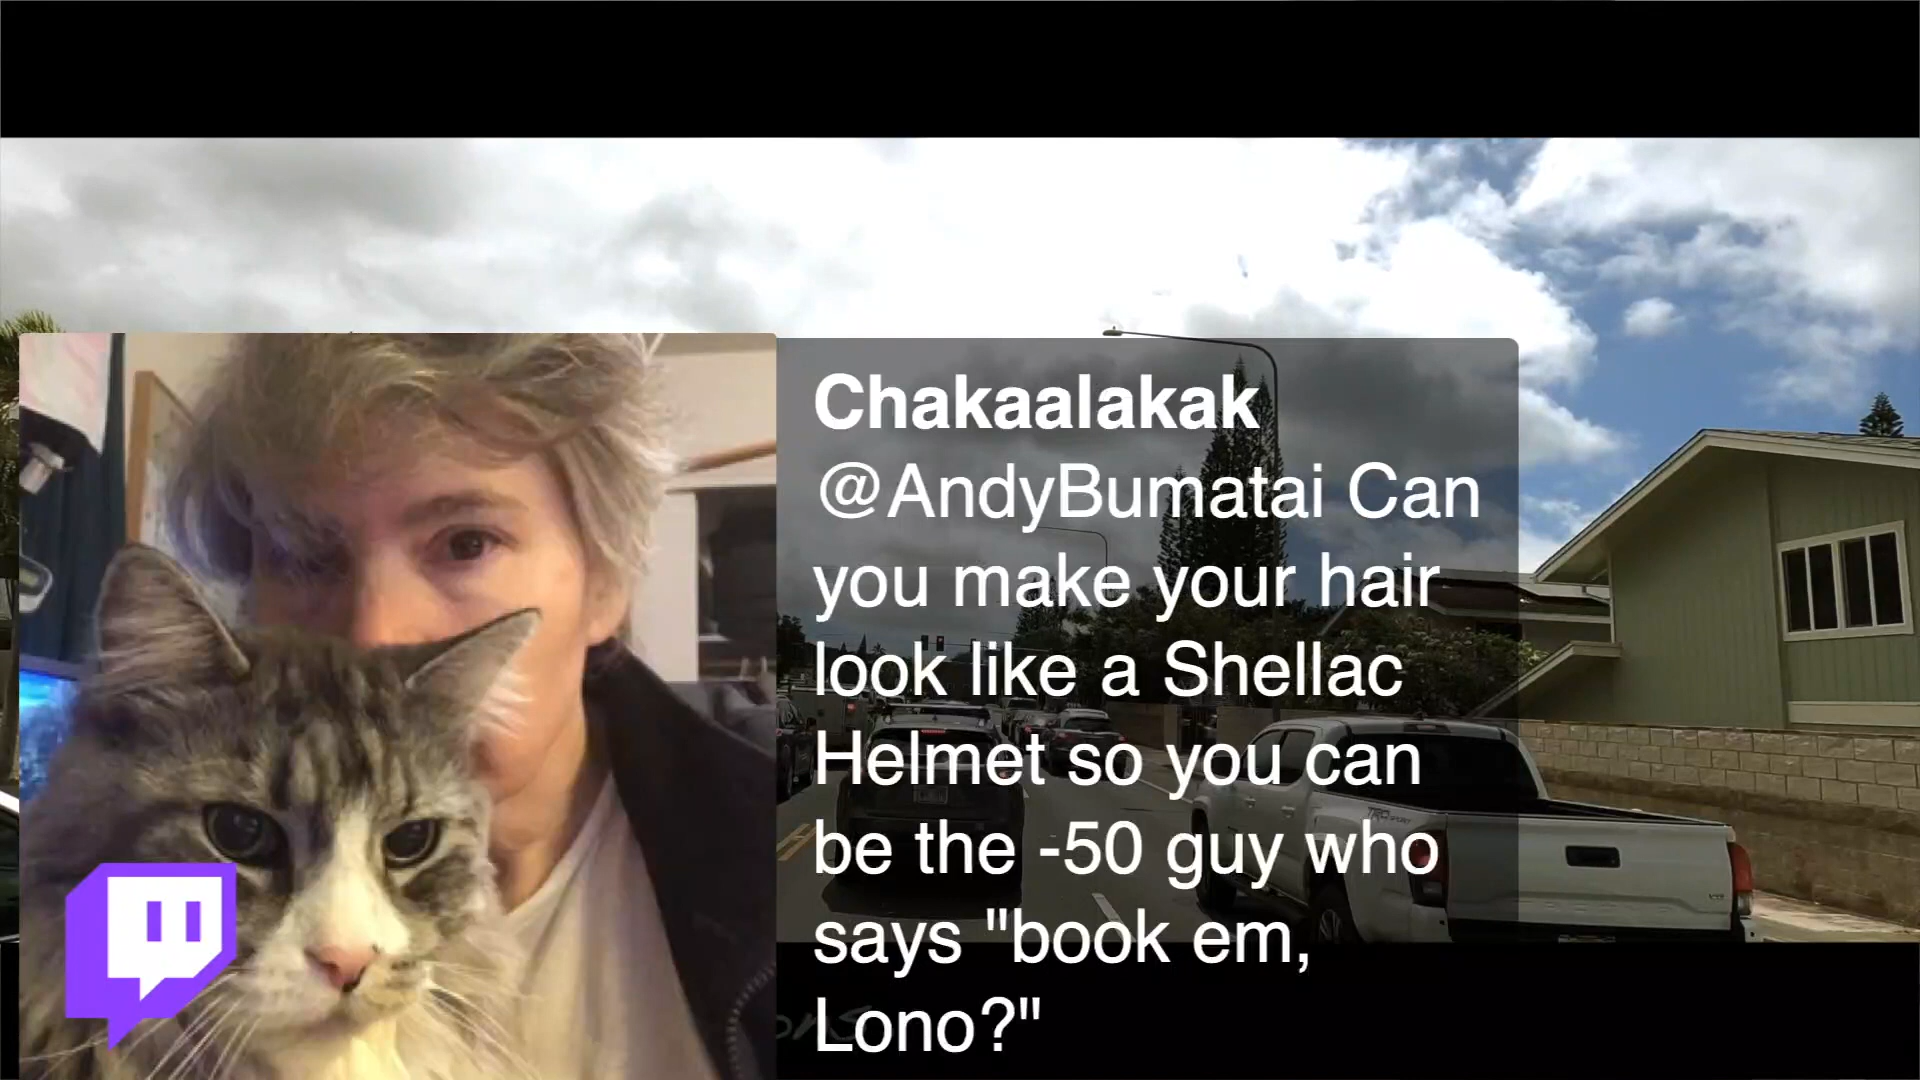 Chakaalakak
@AndyBumatai Can
you make your hair
look like a Shellac
Helmet so you can
be the -50 guy who
says "book em,
Lono?"